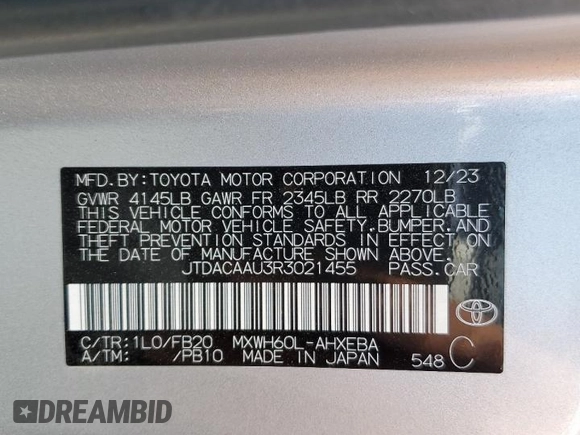 MFD.BY:TOYOTA MOTOR CORPORATION 12/23
GVWR 4145LB GAWR FR 2345LB RR 2270LB
THIS VEHICLE CONFORMS TO ALL APPLICABLE
FEDERAL MOTOR VEHICLE SAFETY,BUMPER,AND
THEFT PREVENTION STANDARDS IN EFFECT ON
THE DATE OF MANUFACTURE SHOWN ABOVE.
JTDACAAU3R3021455 PASS.CAR
C/TR:1L0/FB20 MXWH60L-AHXEBA
A/TM: /PB10 MADE IN JAPAN 548 C
DREAMBID